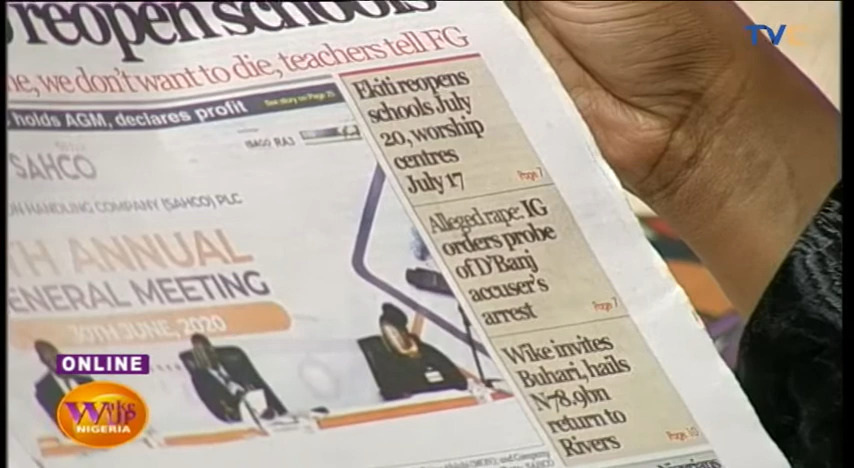 TVC
reopen schools
me, we don't want to die, teachers tell FG
holds AGM, declares profit
See story on Page 25
SAHCO
HANDLING COMPANY (SAHCO) PLC
TH ANNUAL
GENERAL MEETING
30TH JUNE, 2020
Ekiti reopens
schools July
20, worship
centres
July 17
Page 7
Alleged rape: IG
orders probe
of D'Banj
accuser's
arrest
Page 7
Wike invites
Buhari, hails
N78.9bn
return to
Rivers
Page 10
ONLINE
Wake
UP
NIGERIA